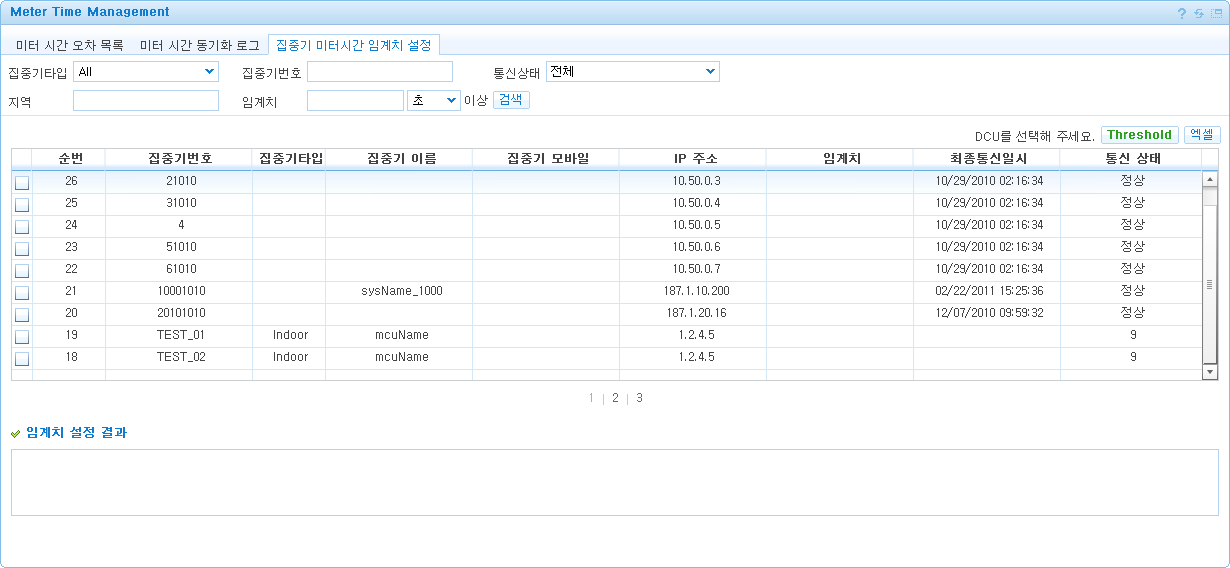 Meter Time Management
미터 시간 오차 목록 미터 시간 동기화 로그 집중기 미터시간 임계치 설정
집중기타입 All 집중기번호 통신상태 전체
지역 임계치 초 이상 검색
DCU를 선택해 주세요. Threshold 엑셀
순번 집중기번호 집중기타입 집중기 이름 집중기 모바일 IP 주소 임계치 최종통신일시 통신 상태
26 21010 10.50.0.3 10/29/2010 02:16:34 정상
25 31010 10.50.0.4 10/29/2010 02:16:34 정상
24 4 10.50.0.5 10/29/2010 02:16:34 정상
23 51010 10.50.0.6 10/29/2010 02:16:34 정상
22 61010 10.50.0.7 10/29/2010 02:16:34 정상
21 10001010 sysName_1000 187.1.10.200 02/22/2011 15:25:36 정상
20 20101010 187.1.20.16 12/07/2010 09:59:32 정상
19 TEST_01 Indoor mcuName 1.2.4.5 9
18 TEST_02 Indoor mcuName 1.2.4.5 9
1 | 2 | 3
임계치 설정 결과